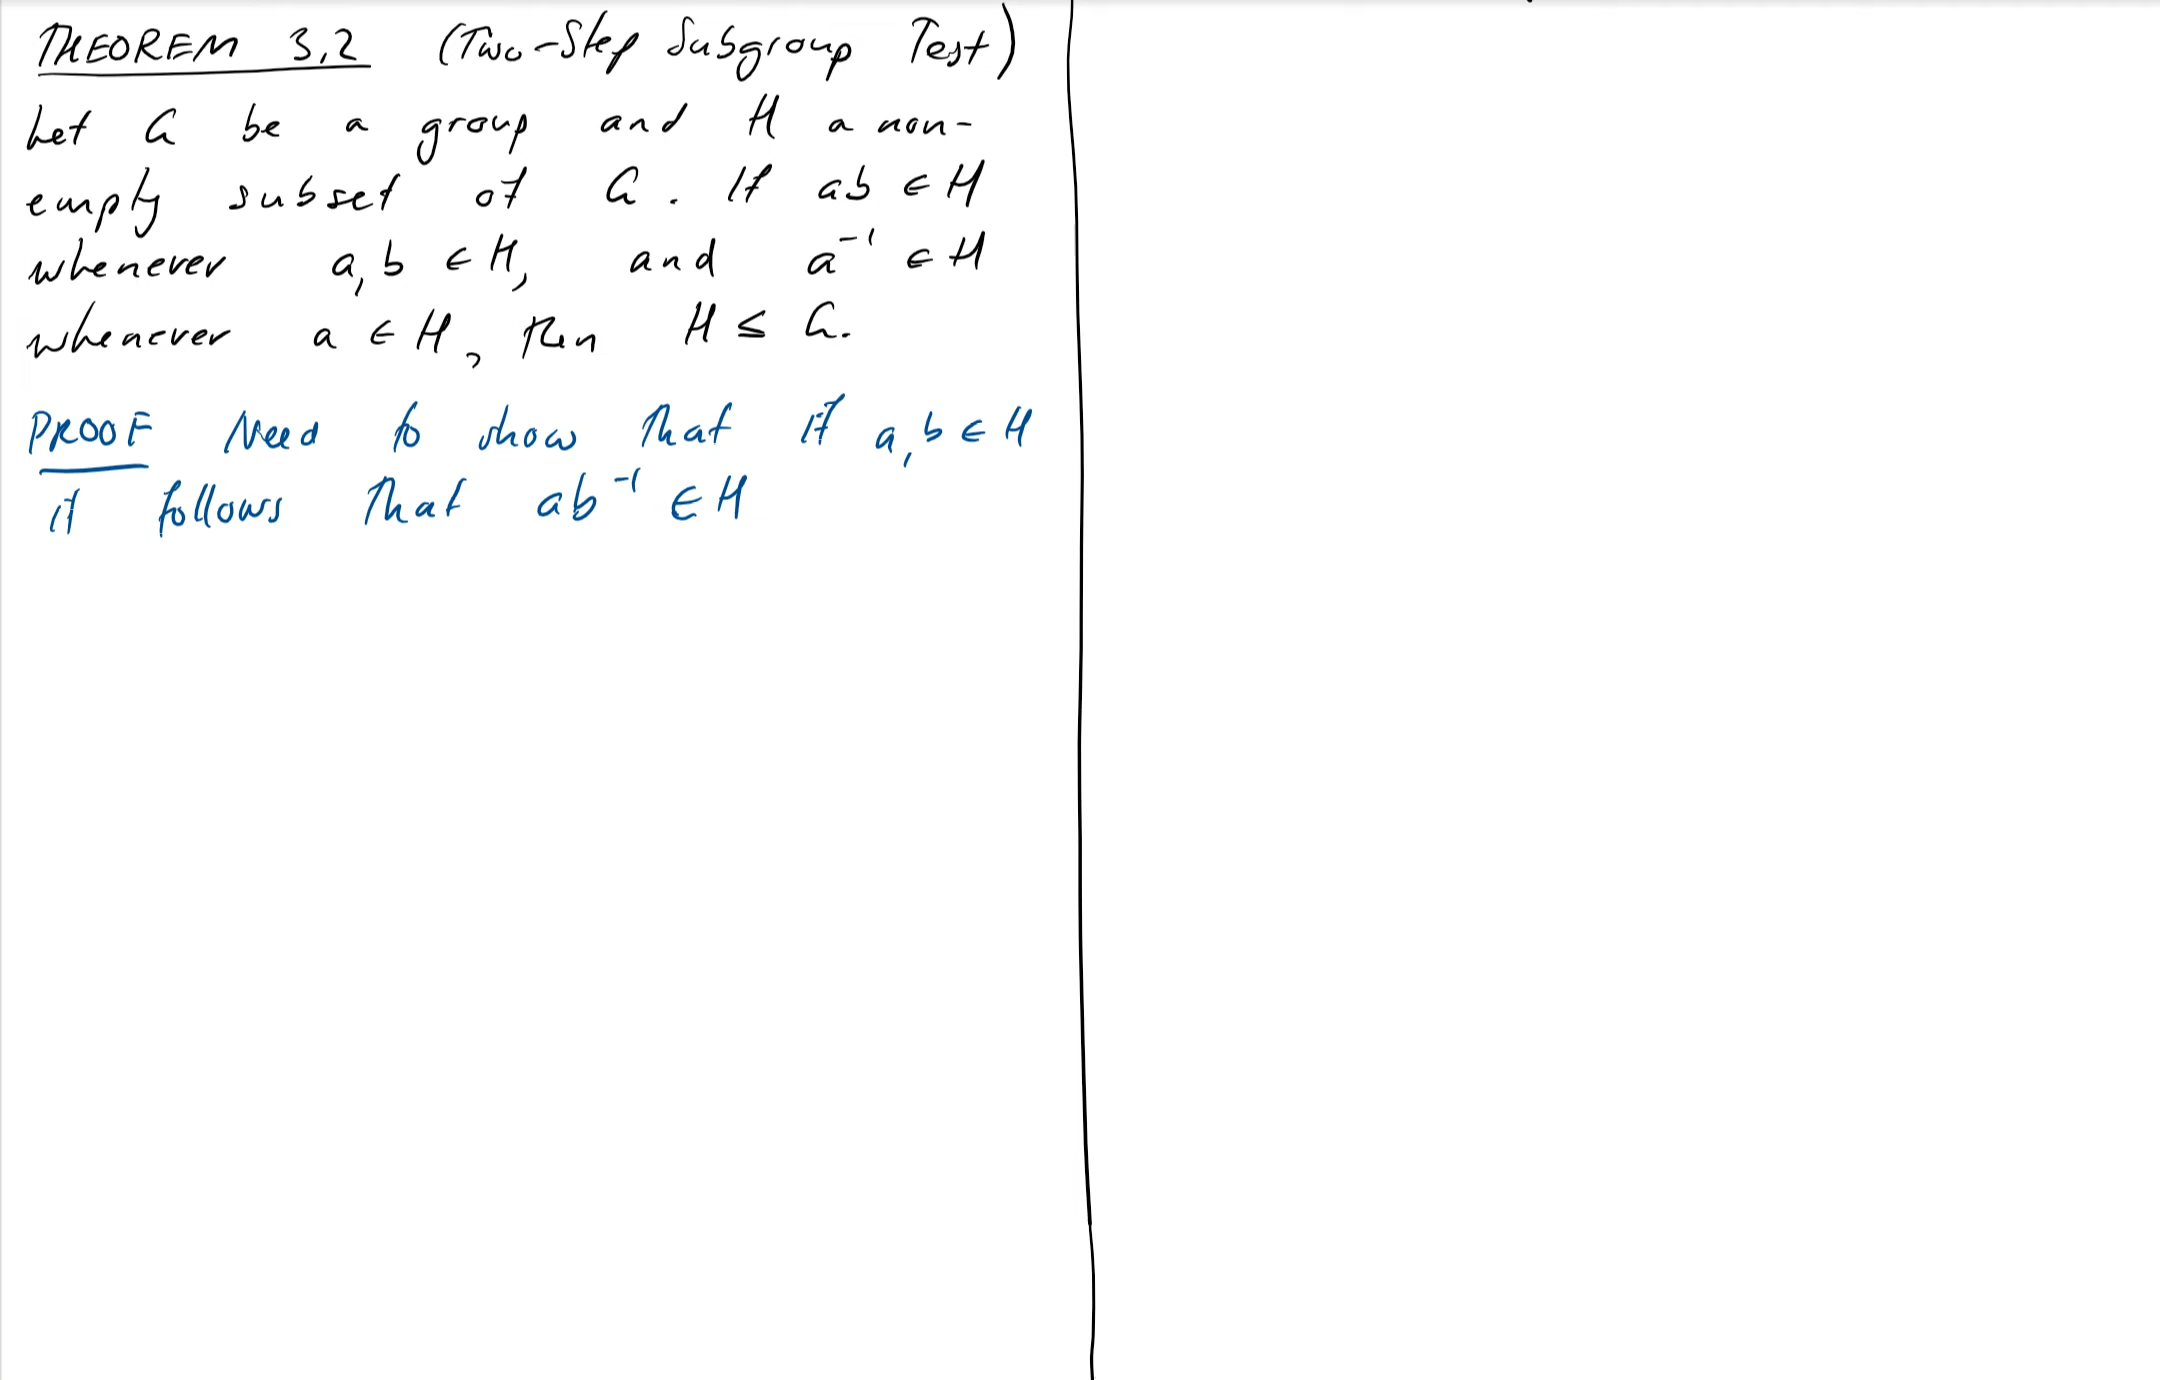 THEOREM 3.2 (Two-Step Subgroup Test)
Let G be a group and H a non-
empty subset of G. If ab ∈ H
whenever a,b ∈ H, and a⁻¹ ∈ H
whenever a ∈ H, then H ≤ G.
PROOF Need to show that if a,b ∈ H
it follows that ab⁻¹ ∈ H